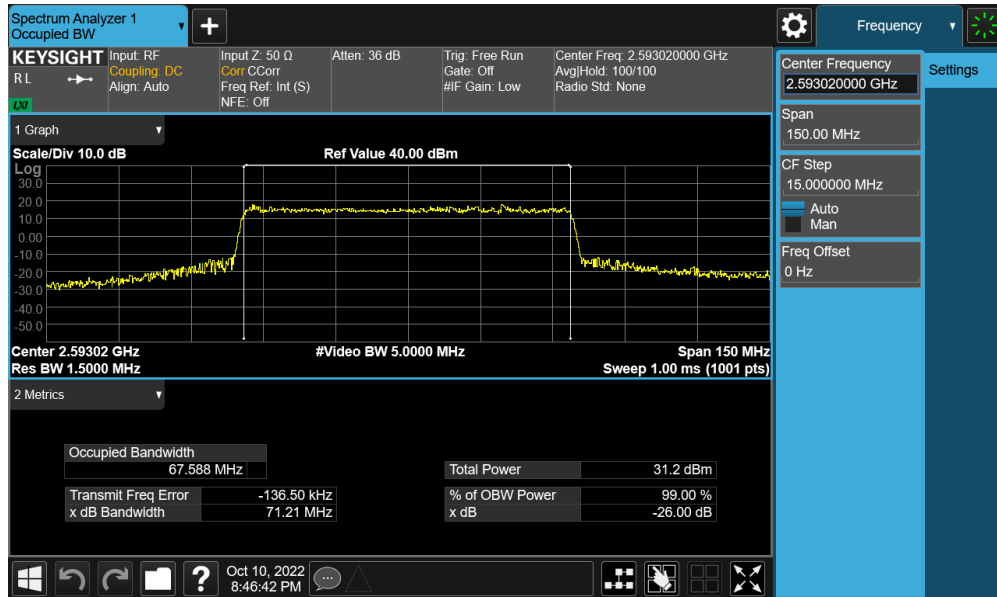 Spectrum Analyzer 1
Occupied BW
Frequency
KEYSIGHT
R L
LXI
Input: RF
Coupling: DC
Align: Auto
Input Z: 50 Ω
Corr CCorr
Freq Ref: Int (S)
NFE: Off
Atten: 36 dB
Trig: Free Run
Gate: Off
#IF Gain: Low
Center Freq: 2.593020000 GHz
Avg|Hold: 100/100
Radio Std: None
Center Frequency
2.593020000 GHz
Settings
Span
150.00 MHz
CF Step
15.000000 MHz
Auto
Man
Freq Offset
0 Hz
1 Graph
Scale/Div 10.0 dB
Ref Value 40.00 dBm
Log
30.0
20.0
10.0
0.00
-10.0
-20.0
-30.0
-40.0
-50.0
Center 2.59302 GHz
#Video BW 5.0000 MHz
Span 150 MHz
Res BW 1.5000 MHz
Sweep 1.00 ms (1001 pts)
2 Metrics
Occupied Bandwidth
67.588 MHz
Total Power 31.2 dBm
Transmit Freq Error -136.50 kHz
% of OBW Power 99.00 %
x dB Bandwidth 71.21 MHz
x dB -26.00 dB
?
Oct 10, 2022
8:46:42 PM